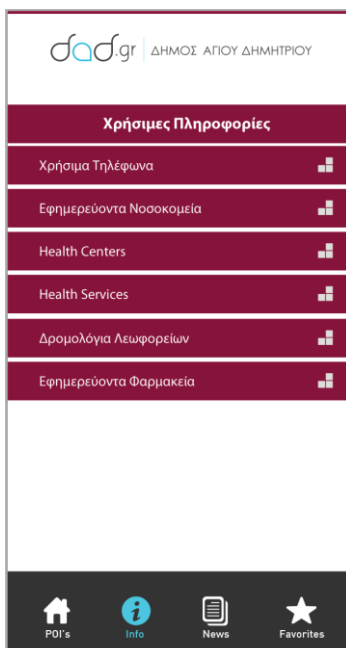 dad.gr ΔΗΜΟΣ ΑΓΙΟΥ ΔΗΜΗΤΡΙΟΥ
Χρήσιμες Πληροφορίες
Χρήσιμα Τηλέφωνα
Εφημερεύοντα Νοσοκομεία
Health Centers
Health Services
Δρομολόγια Λεωφορείων
Εφημερεύοντα Φαρμακεία
POI's Info News Favorites